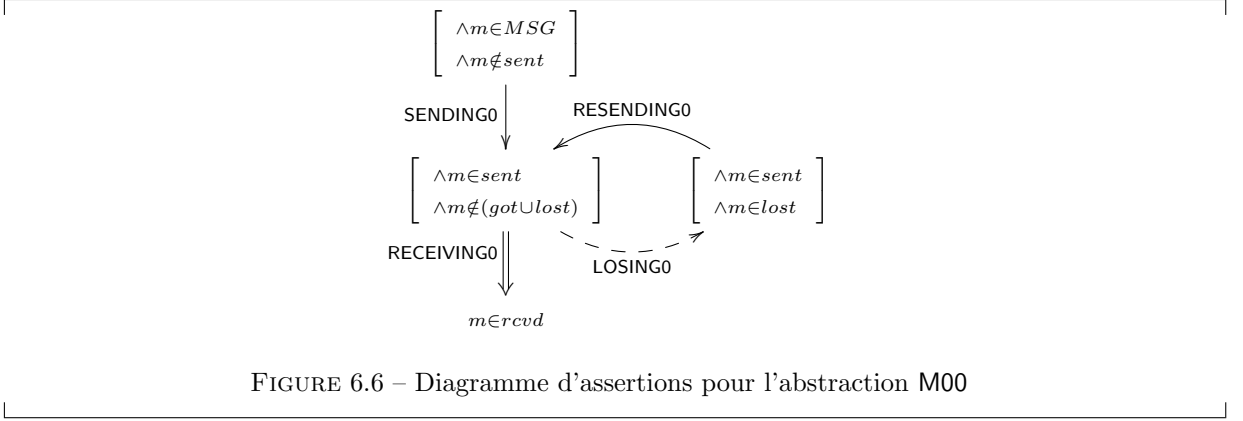 ∧m∈MSG
∧m∉sent
SENDING0
RESENDING0
∧m∈sent
∧m∉(got∪lost)
∧m∈sent
∧m∈lost
RECEIVING0
LOSING0
m∈rcvd
FIGURE 6.6 – Diagramme d'assertions pour l'abstraction M00